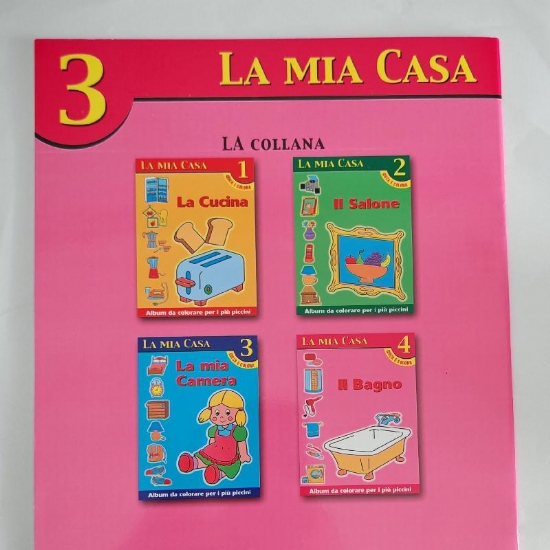 3
LA MIA CASA
LA COLLANA
LA MIA CASA 1
La Cucina
Album da colorare per i più piccini
LA MIA CASA 2
Il Salone
Album da colorare per i più piccini
LA MIA CASA 3
La mia
Camera
Album da colorare per i più piccini
LA MIA CASA 4
Il Bagno
Album da colorare per i più piccini